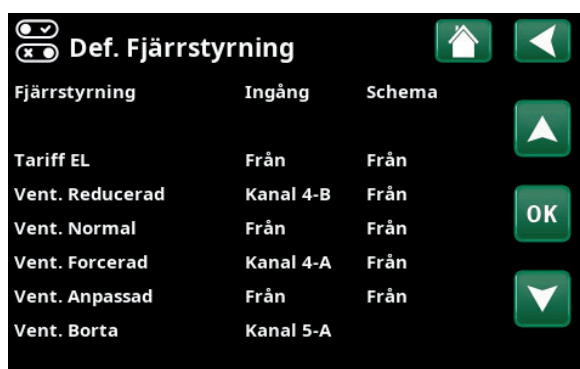 Def. Fjärrstyrning
Fjärrstyrning Ingång Schema
Tariff EL Från Från
Vent. Reducerad Kanal 4-B Från
OK
Vent. Normal Från Från
Vent. Forcerad Kanal 4-A Från
Vent. Anpassad Från Från
Vent. Borta Kanal 5-A